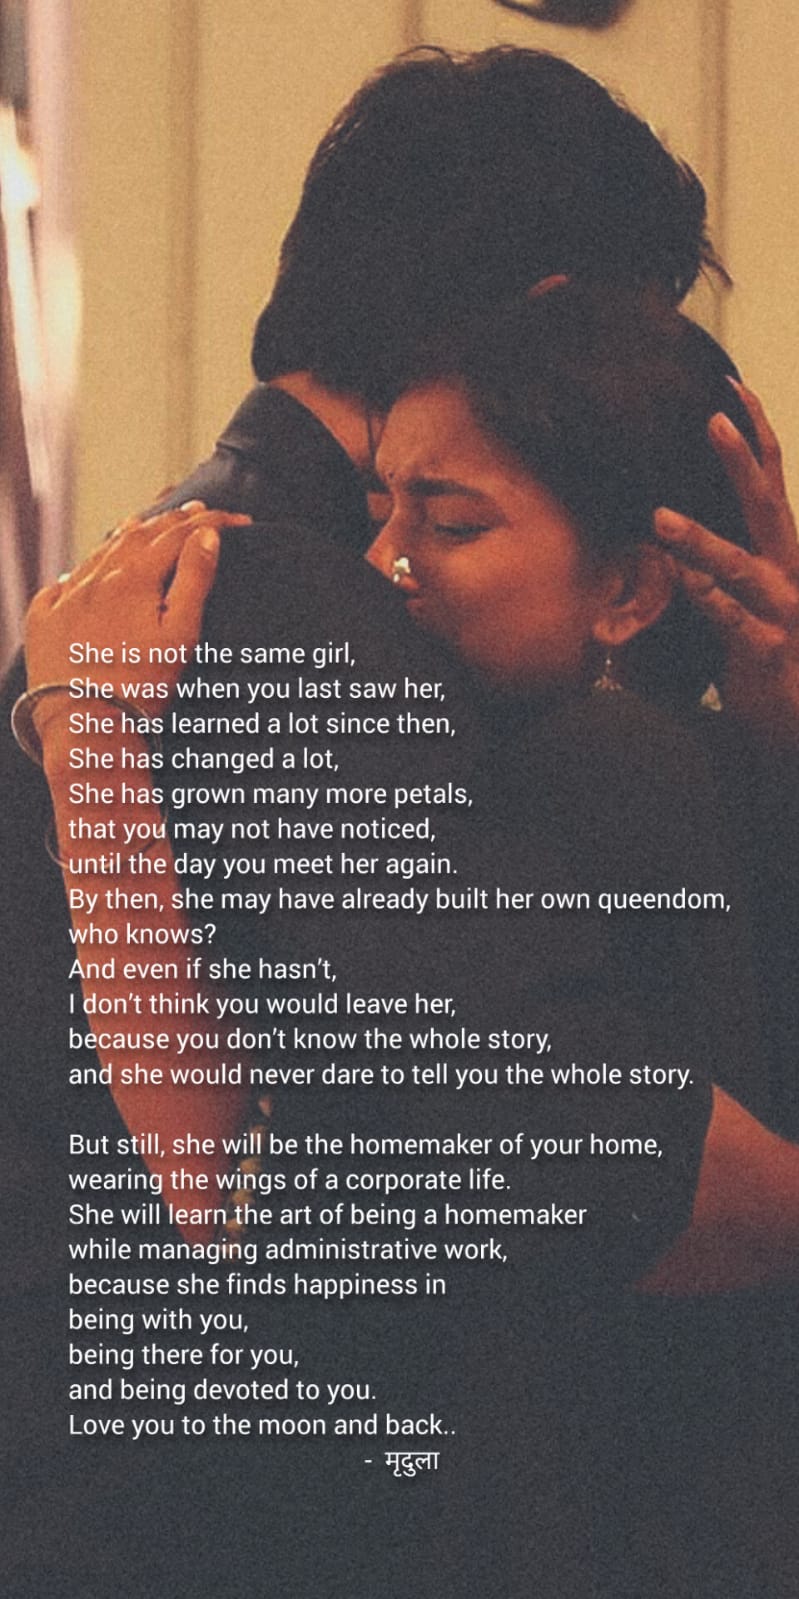 She is not the same girl,
She was when you last saw her,
She has learned a lot since then,
She has changed a lot,
She has grown many more petals,
that you may not have noticed,
until the day you meet her again.
By then, she may have already built her own queendom,
who knows?
And even if she hasn’t,
I don’t think you would leave her,
because you don’t know the whole story,
and she would never dare to tell you the whole story.

But still, she will be the homemaker of your home,
wearing the wings of a corporate life.
She will learn the art of being a homemaker
while managing administrative work,
because she finds happiness in
being with you,
being there for you,
and being devoted to you.
Love you to the moon and back..
- मृदुला